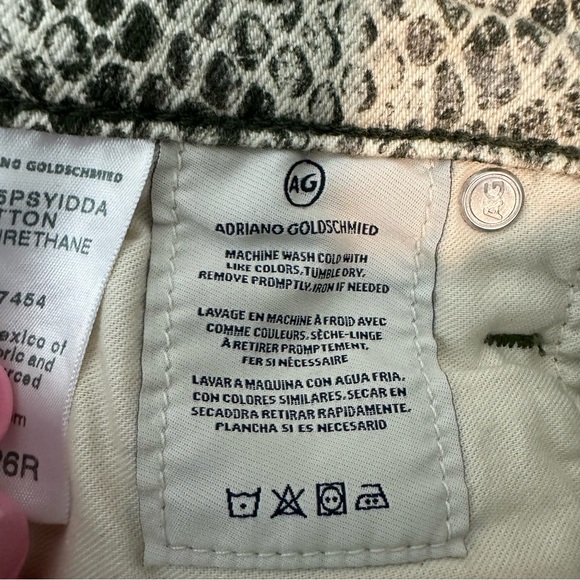 ANO GOLDSCHMIED
5PSYIDDA
TTON
URETHANE
7454
exico of
oric and
rced
om
26R
AG
ADRIANO GOLDSCHMIED
MACHINE WASH COLD WITH
LIKE COLORS, TUMBLE DRY,
REMOVE PROMPTLY, IRON IF NEEDED
LAVAGE EN MACHINE À FROID AVEC
COMME COULEURS, SÈCHE-LINGE
À RETIRER PROMPTEMENT,
FER SI NÉCESSAIRE
LAVAR A MAQUINA CON AGUA FRIA,
CON COLORES SIMILARES, SECAR EN
SECADORA RETIRAR RAPIDAMENTE,
PLANCHA SI ES NECESARIO